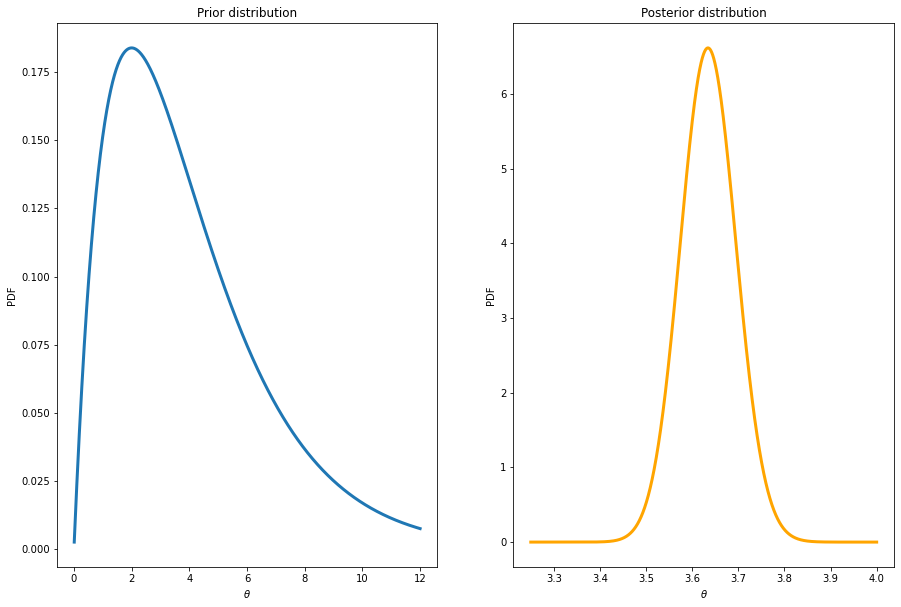 Prior distribution
PDF
0.175
0.150
0.125
0.100
0.075
0.050
0.025
0.000
0 2 4 6 8 10 12
θ
Posterior distribution
PDF
6
5
4
3
2
1
0
3.3 3.4 3.5 3.6 3.7 3.8 3.9 4.0
θ